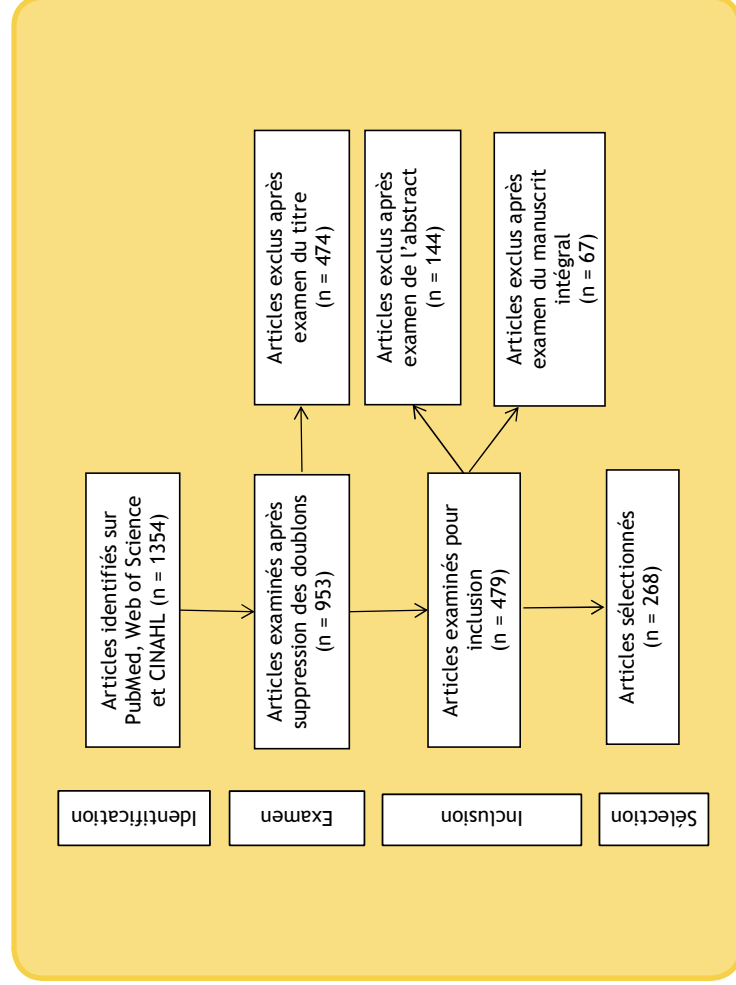 Identification
Articles identifiés sur
PubMed, Web of Science
et CINAHL (n = 1354)
Examen
Articles examinés après
suppression des doublons
(n = 953)
Articles exclus après
examen du titre
(n = 474)
Inclusion
Articles examinés pour
inclusion
(n = 479)
Articles exclus après
examen de l’abstract
(n = 144)
Articles exclus après
examen du manuscrit
intégral
(n = 67)
Sélection
Articles sélectionnés
(n = 268)